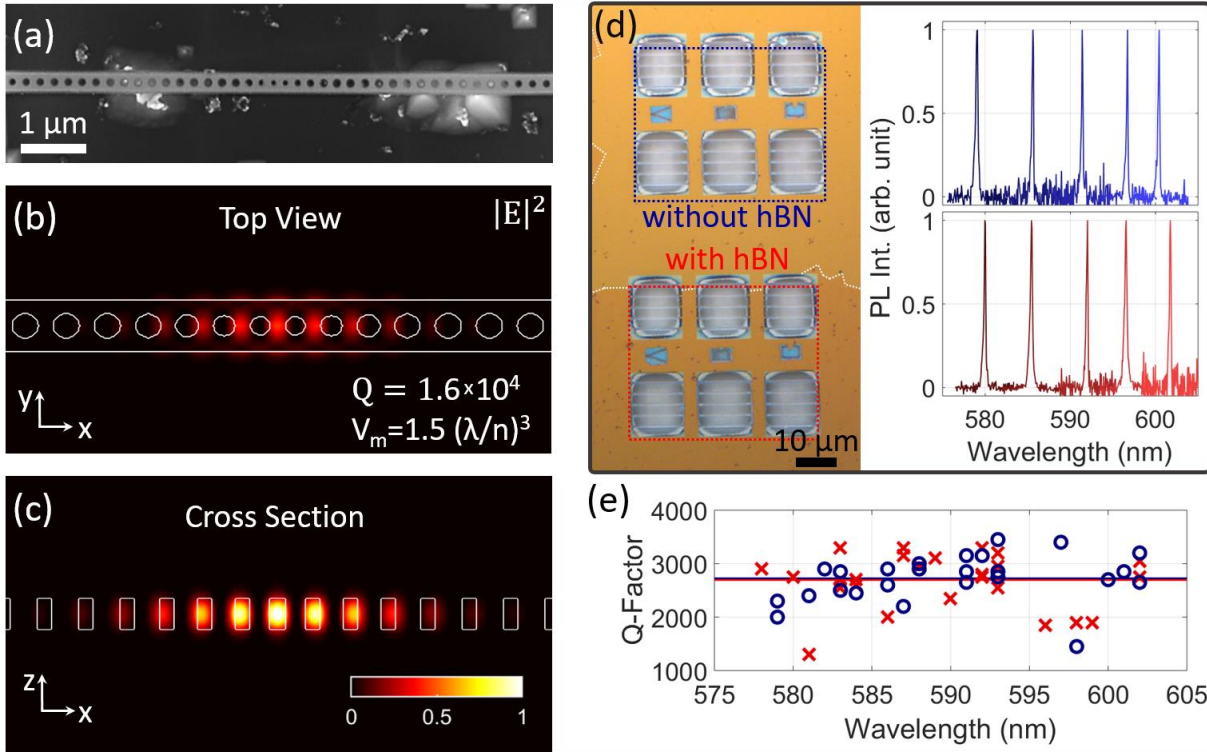 (a)
1 μm
(b)
Top View
|E|²
Q = 1.6×10⁴
Vₘ=1.5 (λ/n)³
y
x
(c)
Cross Section
z
x
0 0.5 1
(d)
without hBN
with hBN
10 μm
1
0.5
0
1
0.5
0
PL Int. (arb. unit)
580 590 600
Wavelength (nm)
(e)
4000
3000
2000
1000
Q-Factor
575 580 585 590 595 600 605
Wavelength (nm)